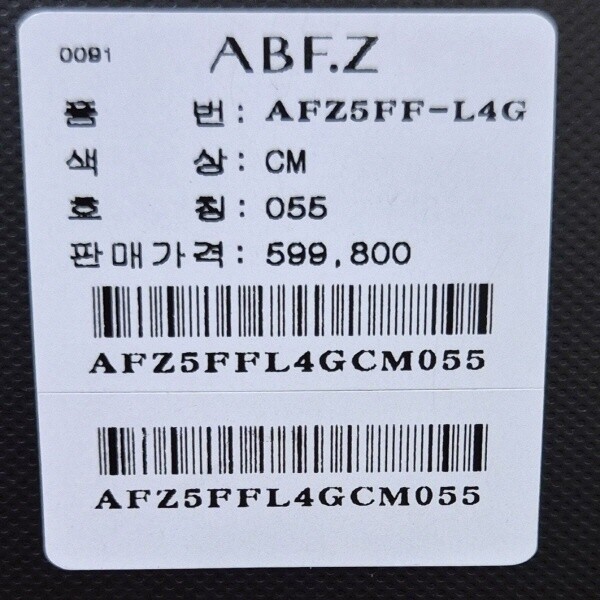 0091 ABF.Z
품 번: AFZ5FF-L4G
색 상: CM
호 칭: 055
판매가격: 599,800
AFZ5FFL4GCM055
AFZ5FFL4GCM055